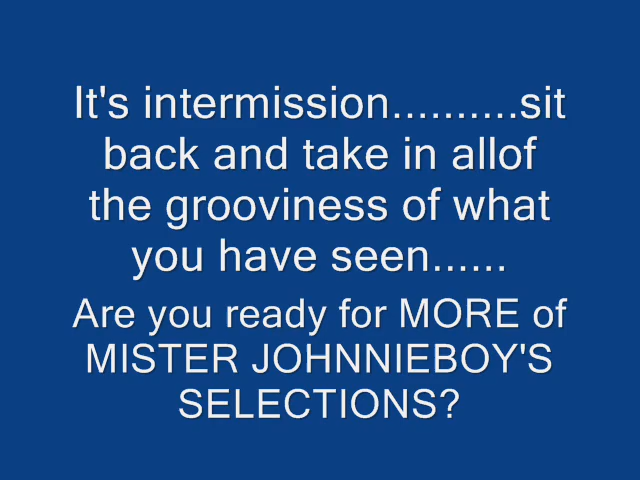 It's intermission..........sit
back and take in allof
the grooviness of what
you have seen......
Are you ready for MORE of
MISTER JOHNNIEBOY'S
SELECTIONS?